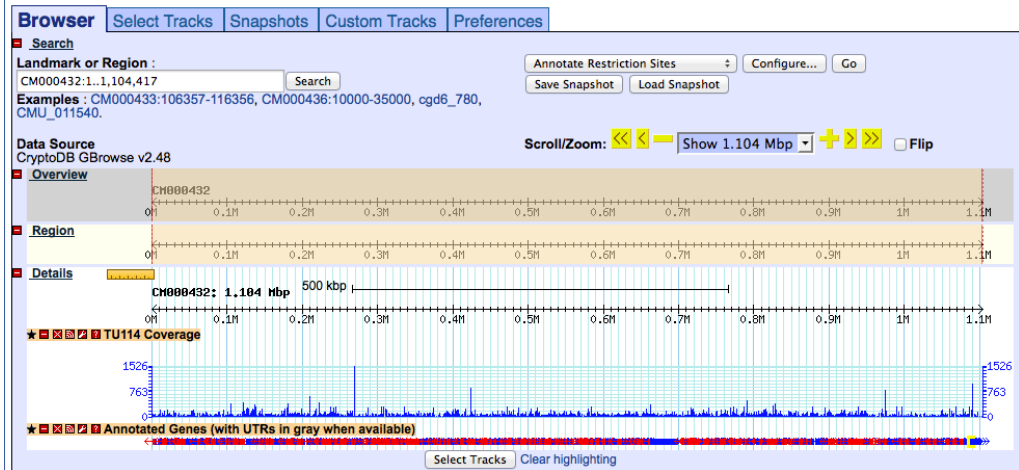 Browser Select Tracks Snapshots Custom Tracks Preferences
Search
Landmark or Region :
CM000432:1..1,104,417 Search
Annotate Restriction Sites Configure... Go
Save Snapshot Load Snapshot
Examples : CM000433:106357-116356, CM000436:10000-35000, cgd6_780,
CMU_011540.
Data Source
CryptoDB GBrowse v2.48
Scroll/Zoom: << < Show 1.104 Mbp > >> Flip
Overview
CM000432
0M 0.1M 0.2M 0.3M 0.4M 0.5M 0.6M 0.7M 0.8M 0.9M 1M 1.1M
Region
0M 0.1M 0.2M 0.3M 0.4M 0.5M 0.6M 0.7M 0.8M 0.9M 1M 1.1M
Details
CM000432: 1.104 Mbp 500 kbp
0M 0.1M 0.2M 0.3M 0.4M 0.5M 0.6M 0.7M 0.8M 0.9M 1M 1.1M
TU114 Coverage
1526 1526
763 763
0 0
Annotated Genes (with UTRs in gray when available)
Select Tracks Clear highlighting